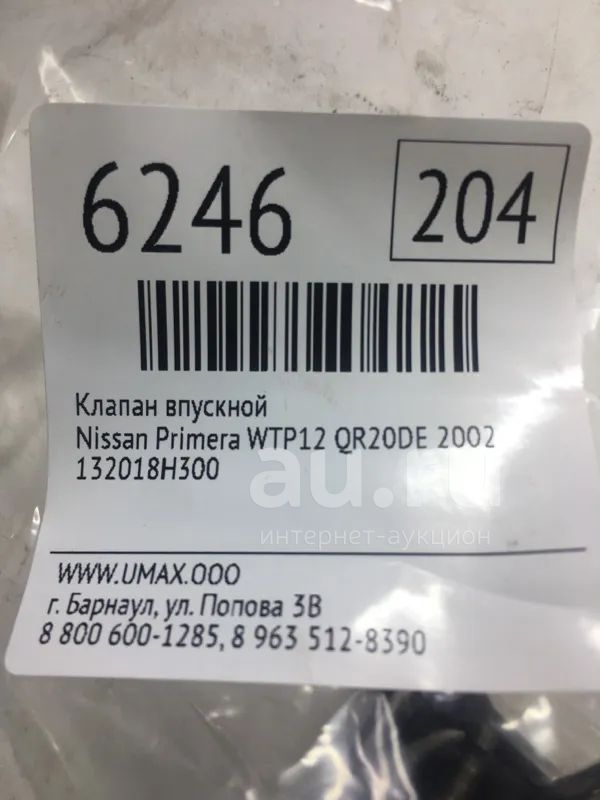 6246
204
Клапан впускной
Nissan Primera WTP12 QR20DE 2002
132018H300
au.ru
интернет-аукцион
WWW.UMAX.OOO
г. Барнаул, ул. Попова 3В
8 800 600-1285, 8 963 512-8390